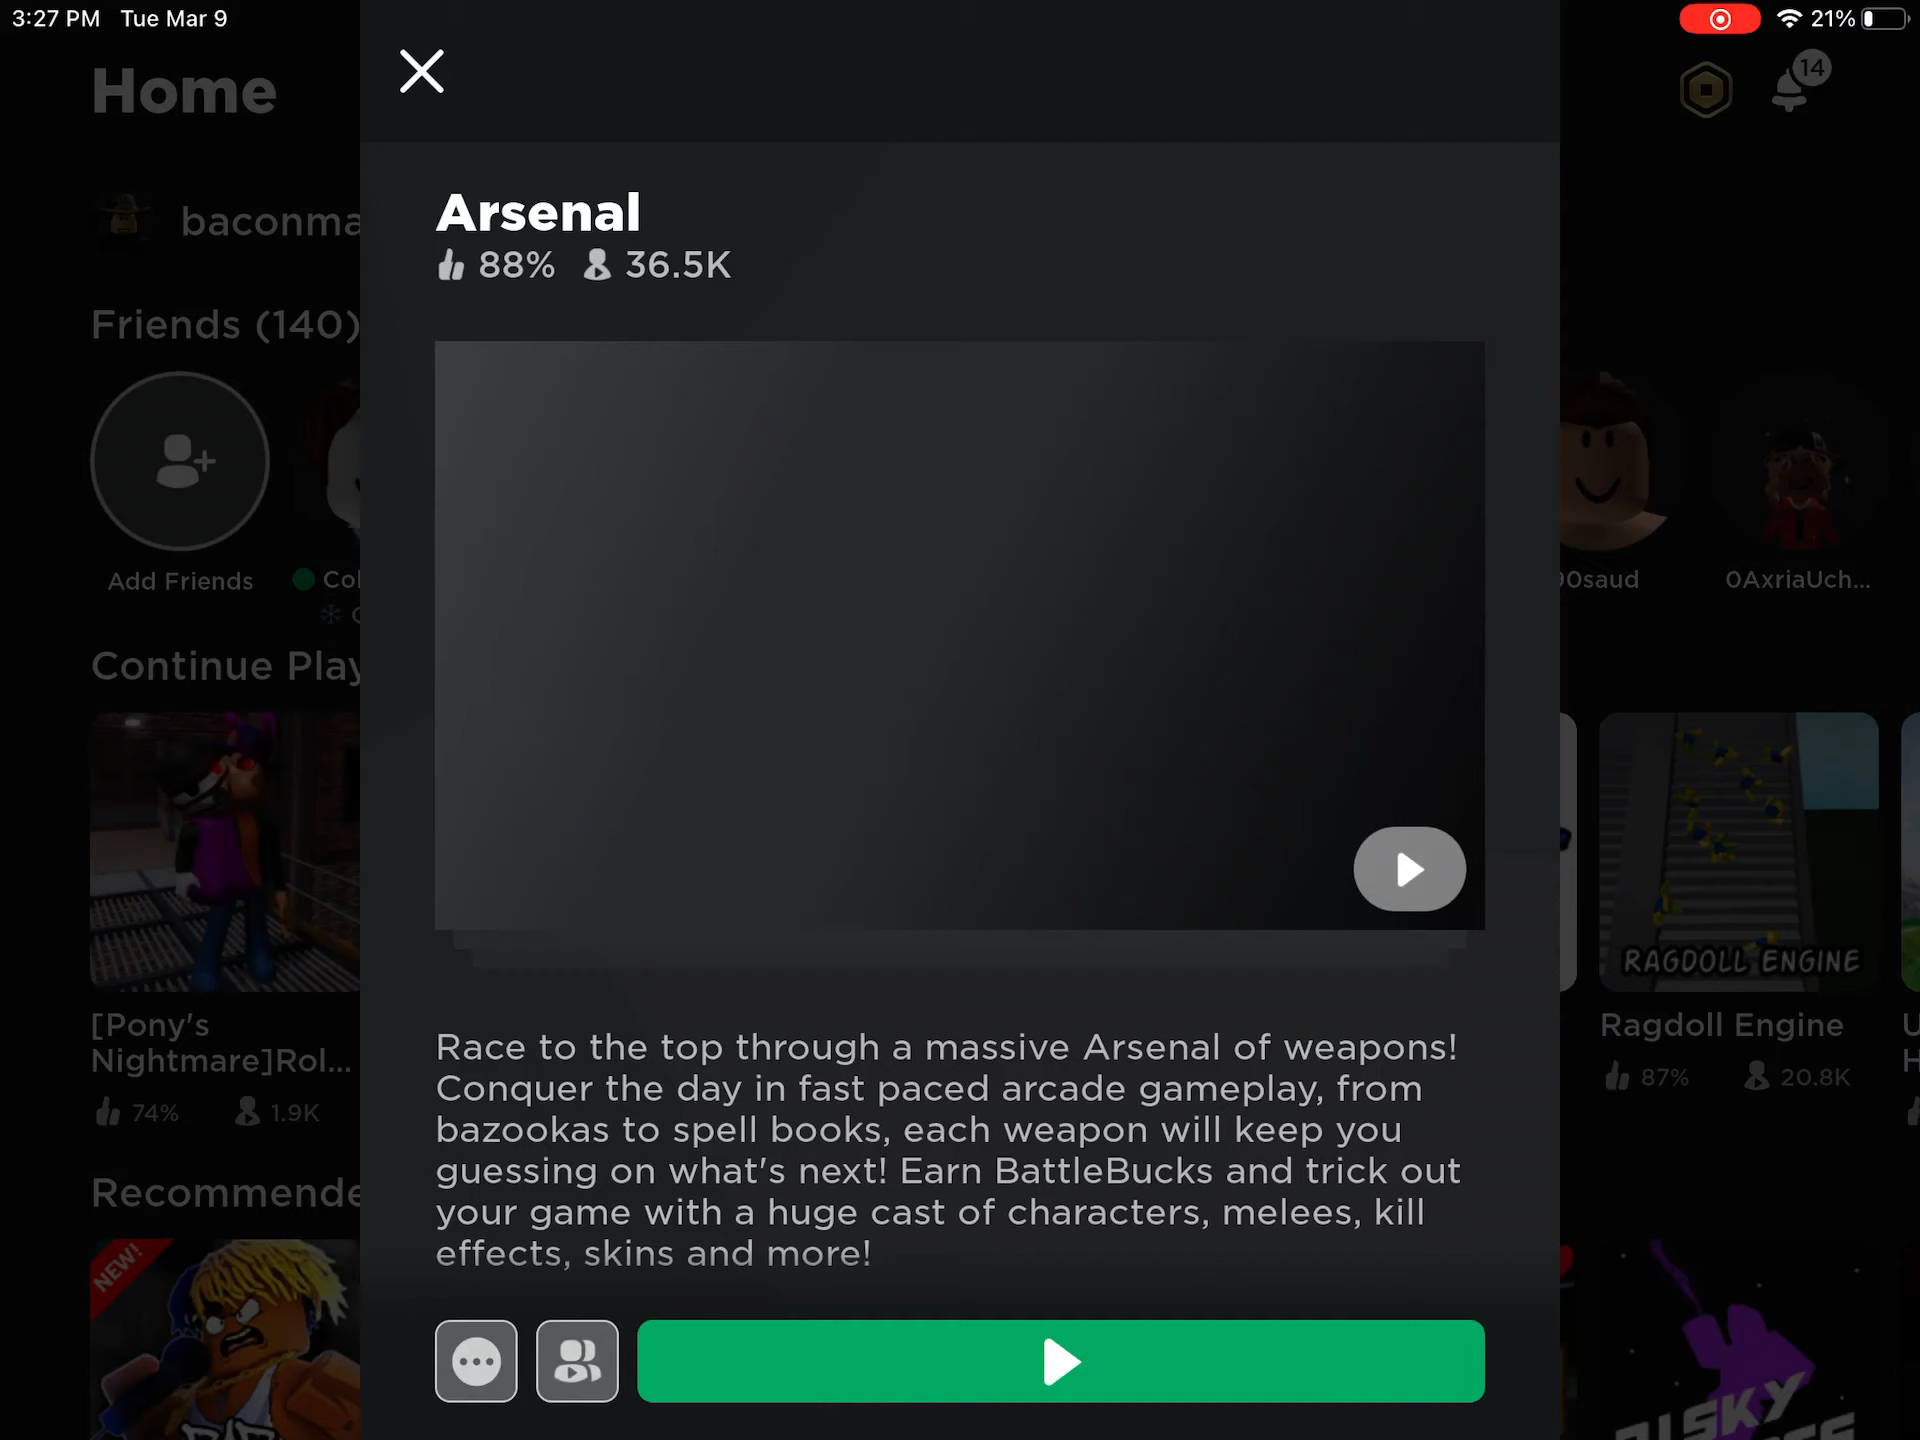 3:27 PM Tue Mar 9
21%
Home
14
baconma
Arsenal
88% 36.5K
Friends (140)
Add Friends
Col
0saud
0AxriaUch...
Continue Play
RAGDOLL ENGINE
[Pony's
Nightmare]Rol...
74% 1.9K
Ragdoll Engine
87% 20.8K
Race to the top through a massive Arsenal of weapons!
Conquer the day in fast paced arcade gameplay, from
bazookas to spell books, each weapon will keep you
guessing on what's next! Earn BattleBucks and trick out
your game with a huge cast of characters, melees, kill
effects, skins and more!
Recommende
NEW!